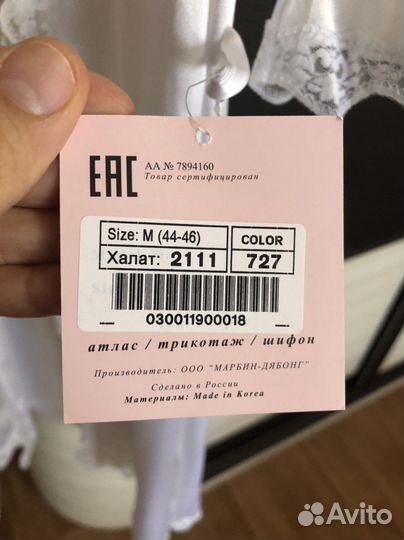 EAC
АА № 7894160
Товар сертифицирован
Size: M (44-46)
COLOR
Халат: 2111
727
030011900018
атлас / трикотаж / шифон
Производитель: ООО "МАРБИН-ДЯБОНГ"
Сделано в России
Материалы: Made in Korea
Avito